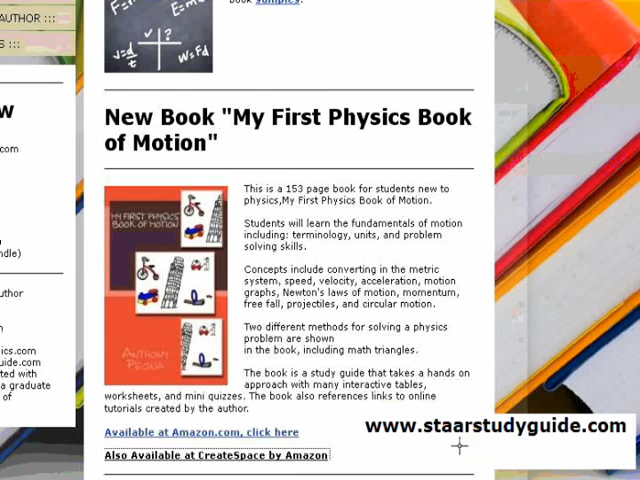 AUTHOR :::
S :::
w
.com
ndle)
uthor
n
ics.com
uide.com
ted with
a graduate
of
book samples.
F=m
E=m
v=d/t
?
W=Fd
New Book "My First Physics Book
of Motion"
MY FIRST PHYSICS
BOOK OF MOTION
ANTHONY
PECINA
This is a 153 page book for students new to
physics,My First Physics Book of Motion.
Students will learn the fundamentals of motion
including: terminology, units, and problem
solving skills.
Concepts include converting in the metric
system, speed, velocity, acceleration, motion
graphs, Newton's laws of motion, momentum,
free fall, projectiles, and circular motion.
Two different methods for solving a physics
problem are shown
in the book, including math triangles.
The book is a study guide that takes a hands on
approach with many interactive tables,
worksheets, and mini quizzes. The book also references links to online
tutorials created by the author.
Available at Amazon.com, click here
Also Available at CreateSpace by Amazon
www.staarstudyguide.com